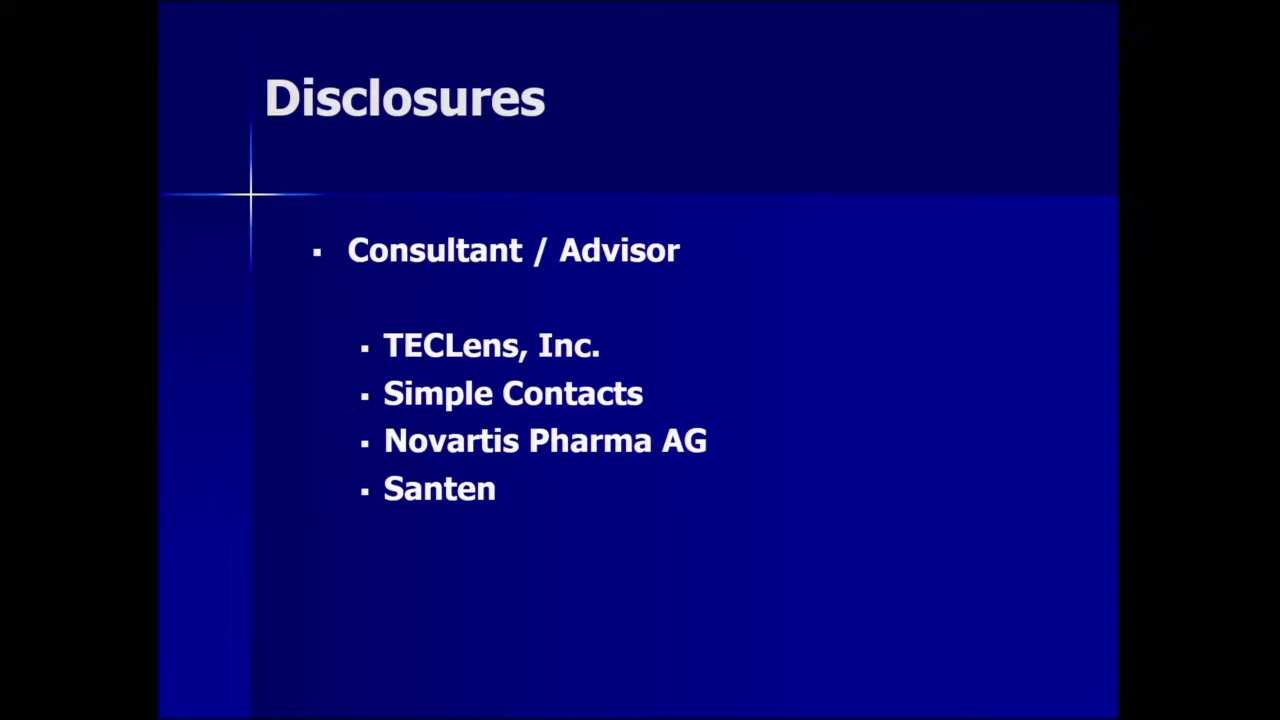 Disclosures
▪ Consultant / Advisor
▪ TECLens, Inc.
▪ Simple Contacts
▪ Novartis Pharma AG
▪ Santen